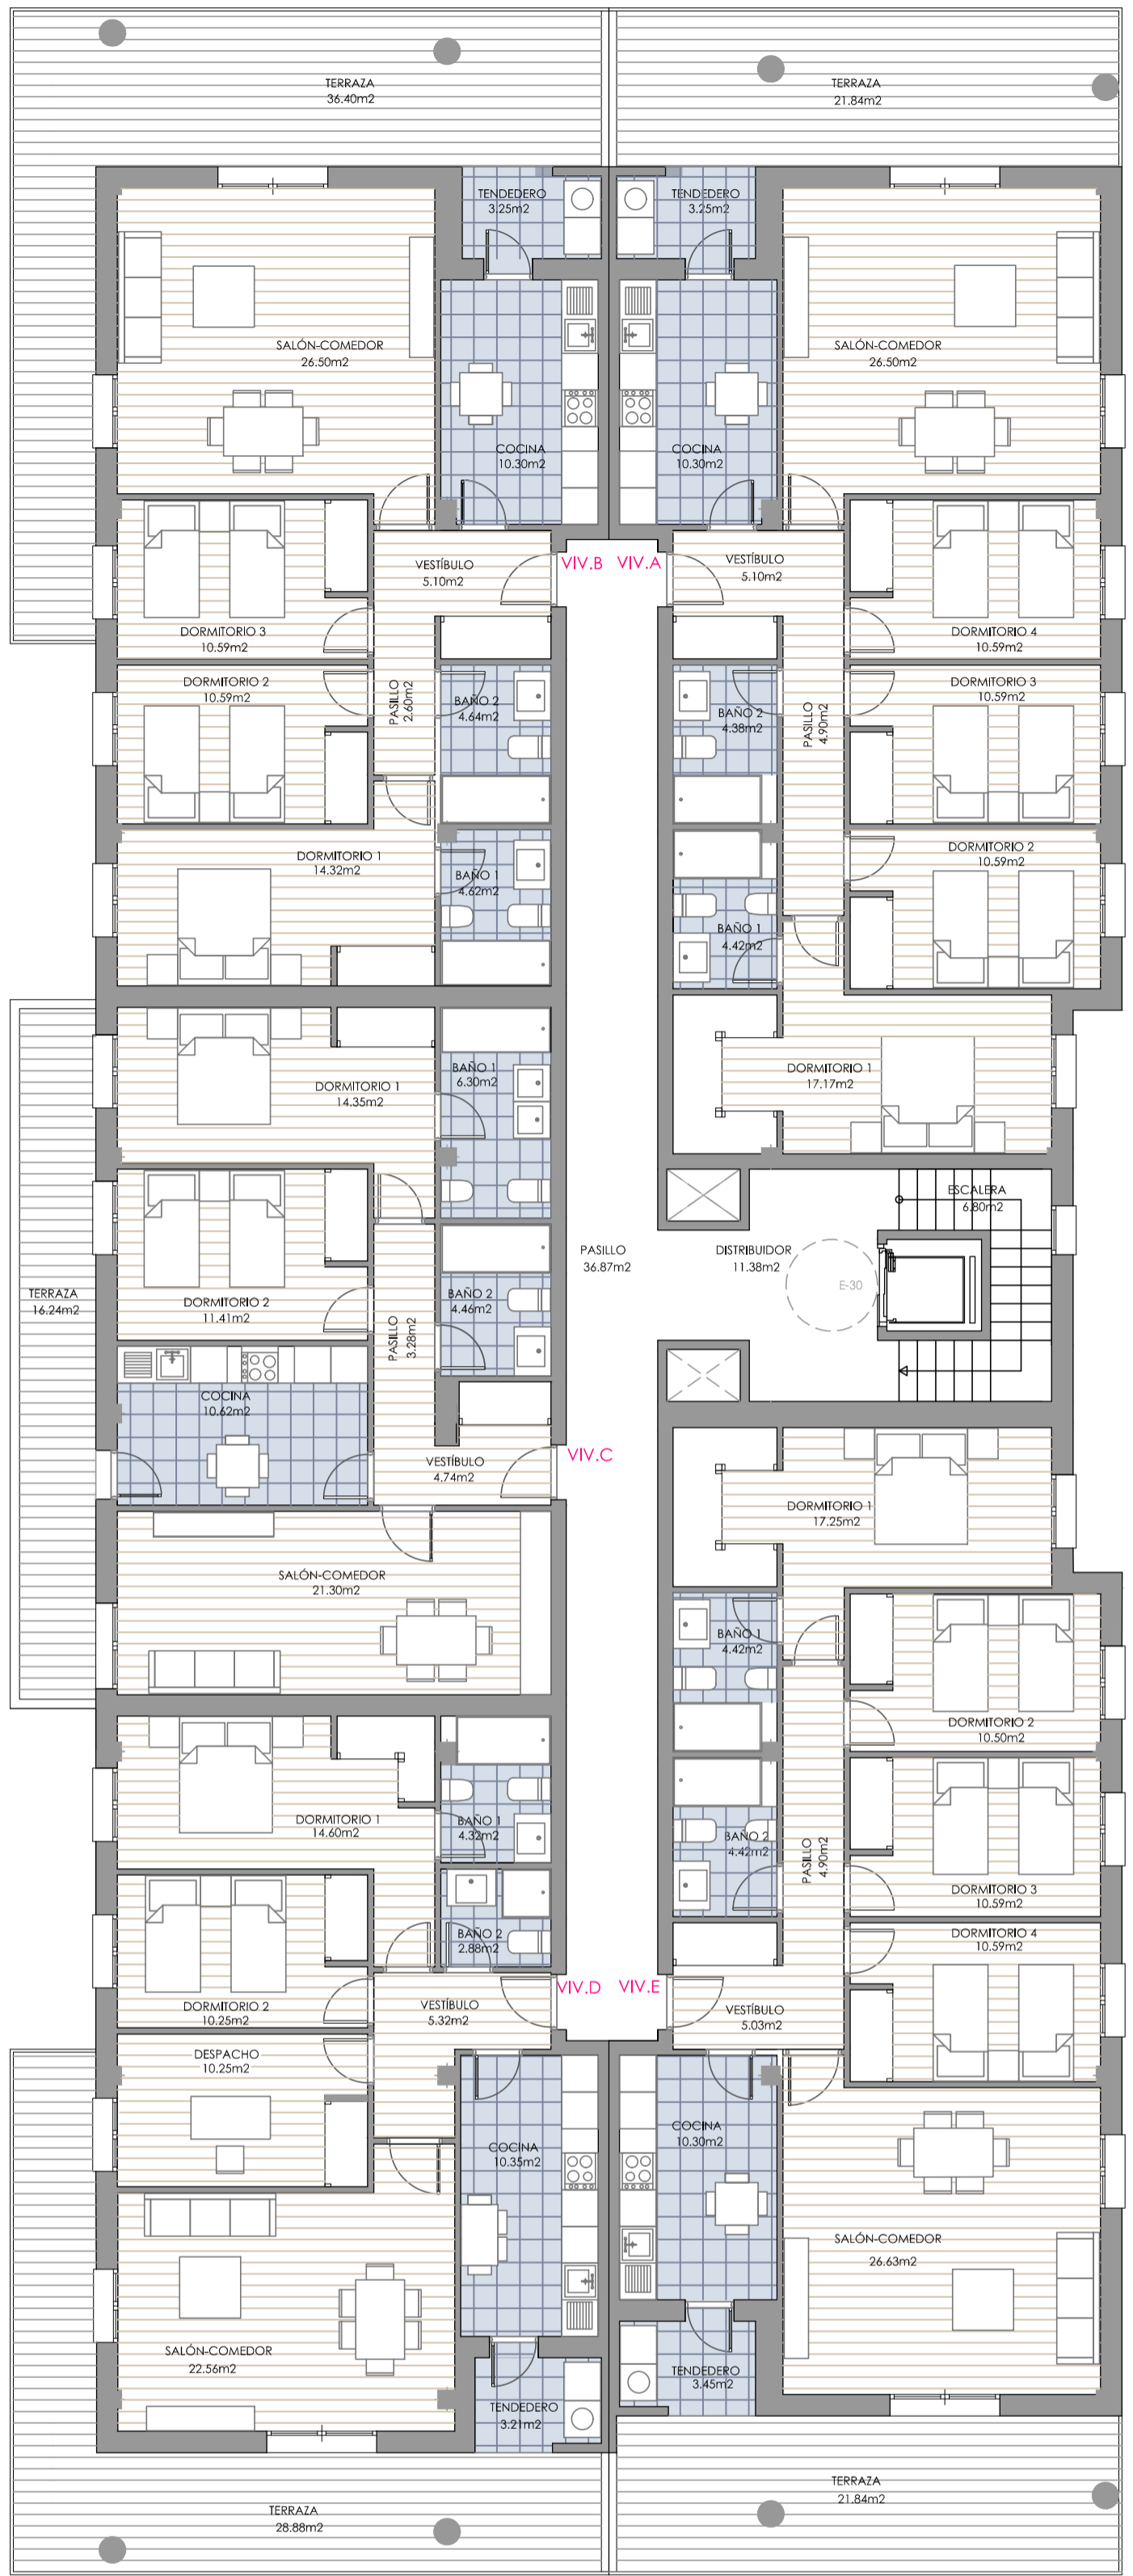 TERRAZA
36.40m2
TERRAZA
21.84m2
TENDEDERO
3.25m2
TENDEDERO
3.25m2
SALÓN-COMEDOR
26.50m2
SALÓN-COMEDOR
26.50m2
COCINA
10.30m2
COCINA
10.30m2
VIV.B
VIV.A
VESTÍBULO
5.10m2
VESTÍBULO
5.10m2
DORMITORIO 3
10.59m2
DORMITORIO 4
10.59m2
DORMITORIO 2
10.59m2
PASILLO
2.60m2
BAÑO 2
4.64m2
BAÑO 2
4.38m2
PASILLO
4.90m2
DORMITORIO 3
10.59m2
DORMITORIO 1
14.32m2
BAÑO 1
4.62m2
DORMITORIO 2
10.59m2
BAÑO 1
4.42m2
DORMITORIO 1
14.35m2
BAÑO 1
6.30m2
DORMITORIO 1
17.17m2
ESCALERA
6.80m2
PASILLO
36.87m2
DISTRIBUIDOR
11.38m2
E-30
TERRAZA
16.24m2
DORMITORIO 2
11.41m2
BAÑO 2
4.46m2
PASILLO
3.28m2
COCINA
10.62m2
VESTÍBULO
4.74m2
VIV.C
DORMITORIO 1
17.25m2
SALÓN-COMEDOR
21.30m2
BAÑO 1
4.42m2
DORMITORIO 2
10.50m2
DORMITORIO 1
14.60m2
BAÑO 1
4.32m2
BAÑO 2
4.42m2
PASILLO
4.90m2
DORMITORIO 3
10.59m2
BAÑO 2
2.88m2
DORMITORIO 4
10.59m2
VIV.D
VIV.E
DORMITORIO 2
10.25m2
VESTÍBULO
5.32m2
VESTÍBULO
5.03m2
DESPACHO
10.25m2
COCINA
10.35m2
COCINA
10.30m2
SALÓN-COMEDOR
26.63m2
SALÓN-COMEDOR
22.56m2
TENDEDERO
3.21m2
TENDEDERO
3.45m2
TERRAZA
28.88m2
TERRAZA
21.84m2